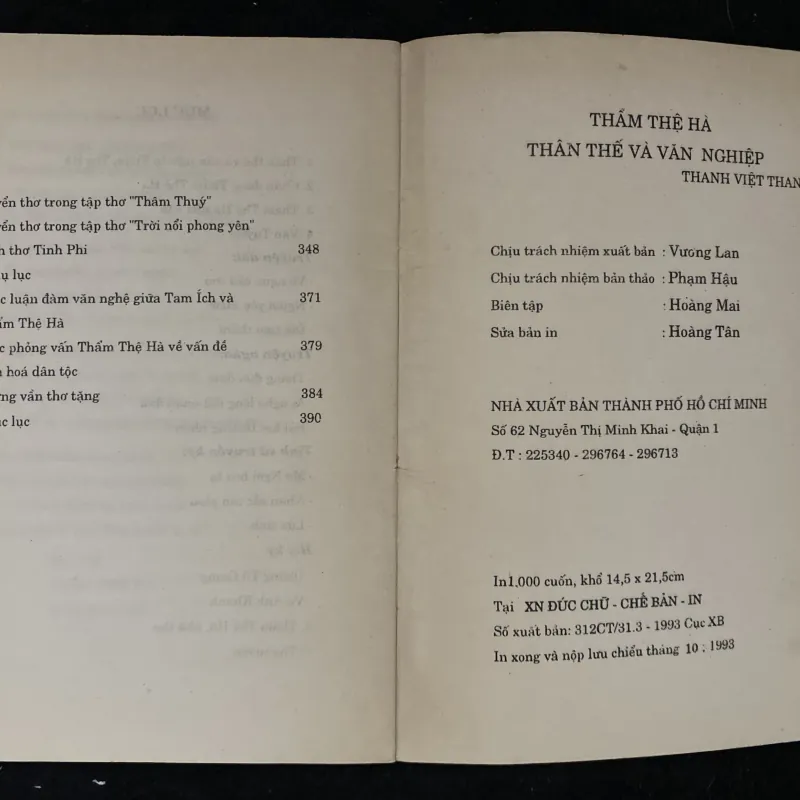 yển thơ trong tập thơ "Thâm Thuý"
yển thơ trong tập thơ "Trời nổi phong yên"
h thơ Tinh Phi 348
ụ lục
c luận đàm văn nghệ giữa Tam Ích và 371
ẩm Thệ Hà
c phỏng vấn Thẩm Thệ Hà về vấn đề 379
n hoá dân tộc
ng vần thơ tặng 384
c lục 390
THẨM THỆ HÀ
THÂN THẾ VÀ VĂN NGHIỆP
THANH VIỆT THAN
Chịu trách nhiệm xuất bản : Vương Lan
Chịu trách nhiệm bản thảo : Phạm Hậu
Biên tập : Hoàng Mai
Sửa bản in : Hoàng Tân
NHÀ XUẤT BẢN THÀNH PHỐ HỒ CHÍ MINH
Số 62 Nguyễn Thị Minh Khai - Quận 1
Đ.T : 225340 - 296764 - 296713
In1.000 cuốn, khổ 14,5 x 21,5cm
Tại XN ĐÚC CHỮ - CHẾ BẢN - IN
Số xuất bản: 312CT/31.3 - 1993 Cục XB
In xong và nộp lưu chiểu tháng 10 : 1993